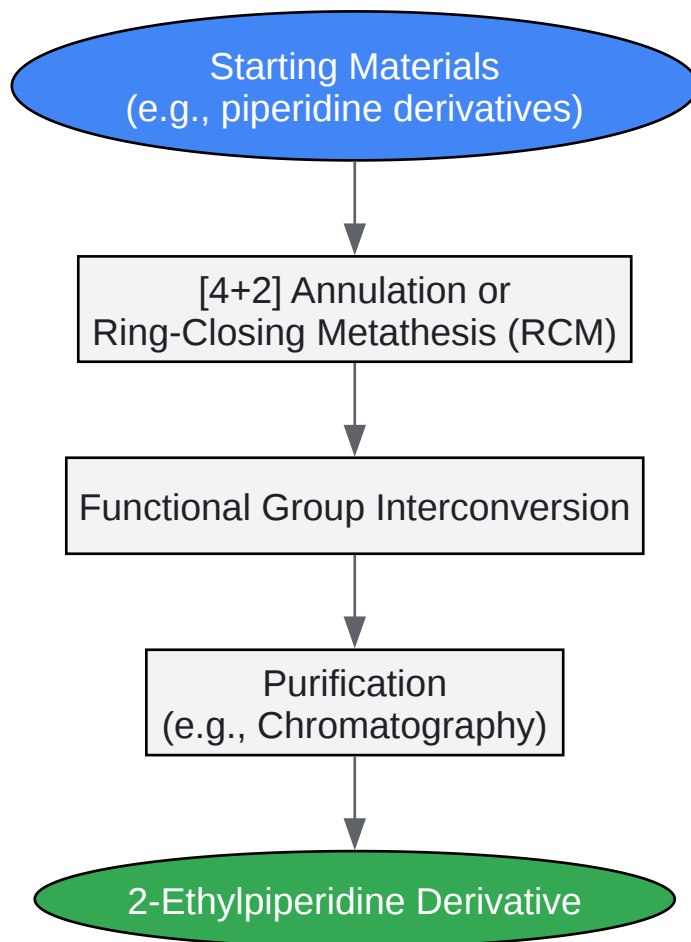 Starting Materials
(e.g., piperidine derivatives)
[4+2] Annulation or
Ring-Closing Metathesis (RCM)
Functional Group Interconversion
Purification
(e.g., Chromatography)
2-Ethylpiperidine Derivative